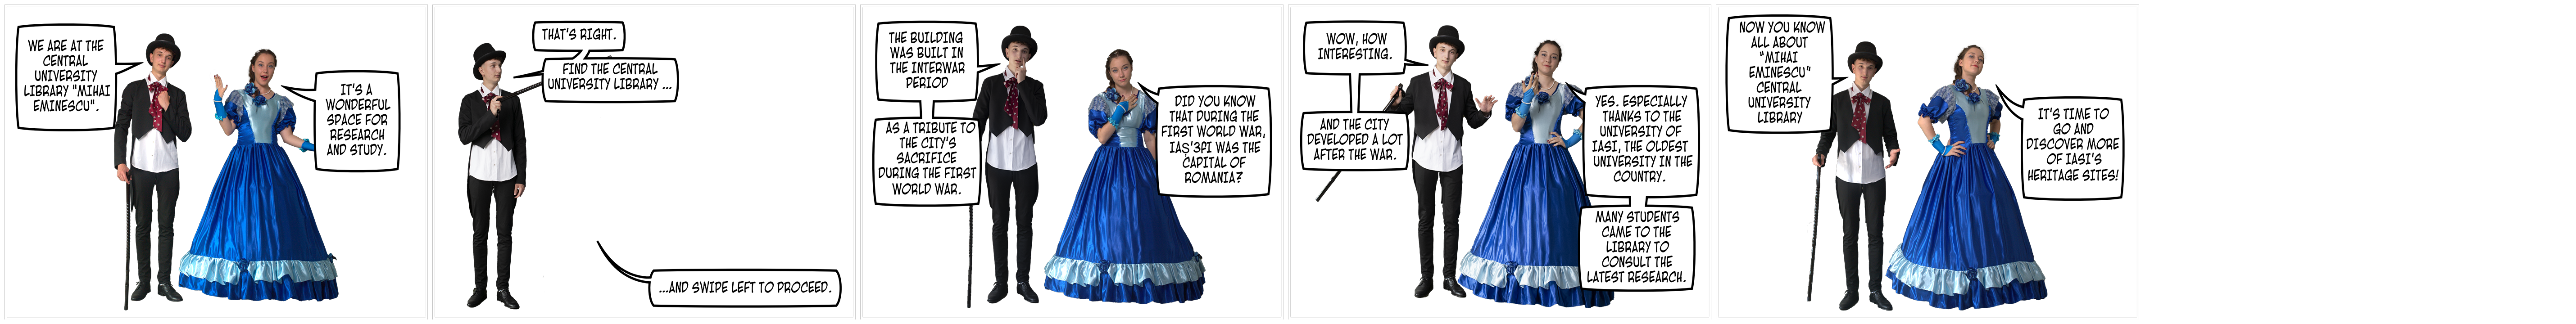 WE ARE AT THE
CENTRAL
UNIVERSITY
LIBRARY "MIHAI
EMINESCU".
IT'S A
WONDERFUL
SPACE FOR
RESEARCH
AND STUDY.
THAT'S RIGHT.
FIND THE CENTRAL
UNIVERSITY LIBRARY ...
...AND SWIPE LEFT TO PROCEED.
THE BUILDING
WAS BUILT IN
THE INTERWAR
PERIOD
AS A TRIBUTE TO
THE CITY'S
SACRIFICE
DURING THE FIRST
WORLD WAR.
DID YOU KNOW
THAT DURING THE
FIRST WORLD WAR,
IAȘ'3FI WAS THE
CAPITAL OF
ROMANIA?
WOW, HOW
INTERESTING.
AND THE CITY
DEVELOPED A LOT
AFTER THE WAR.
YES. ESPECIALLY
THANKS TO THE
UNIVERSITY OF
IASI, THE OLDEST
UNIVERSITY IN THE
COUNTRY.
MANY STUDENTS
CAME TO THE
LIBRARY TO
CONSULT THE
LATEST RESEARCH.
NOW YOU KNOW
ALL ABOUT
"MIHAI
EMINESCU"
CENTRAL
UNIVERSITY
LIBRARY
IT'S TIME TO
GO AND
DISCOVER MORE
OF IASI'S
HERITAGE SITES!